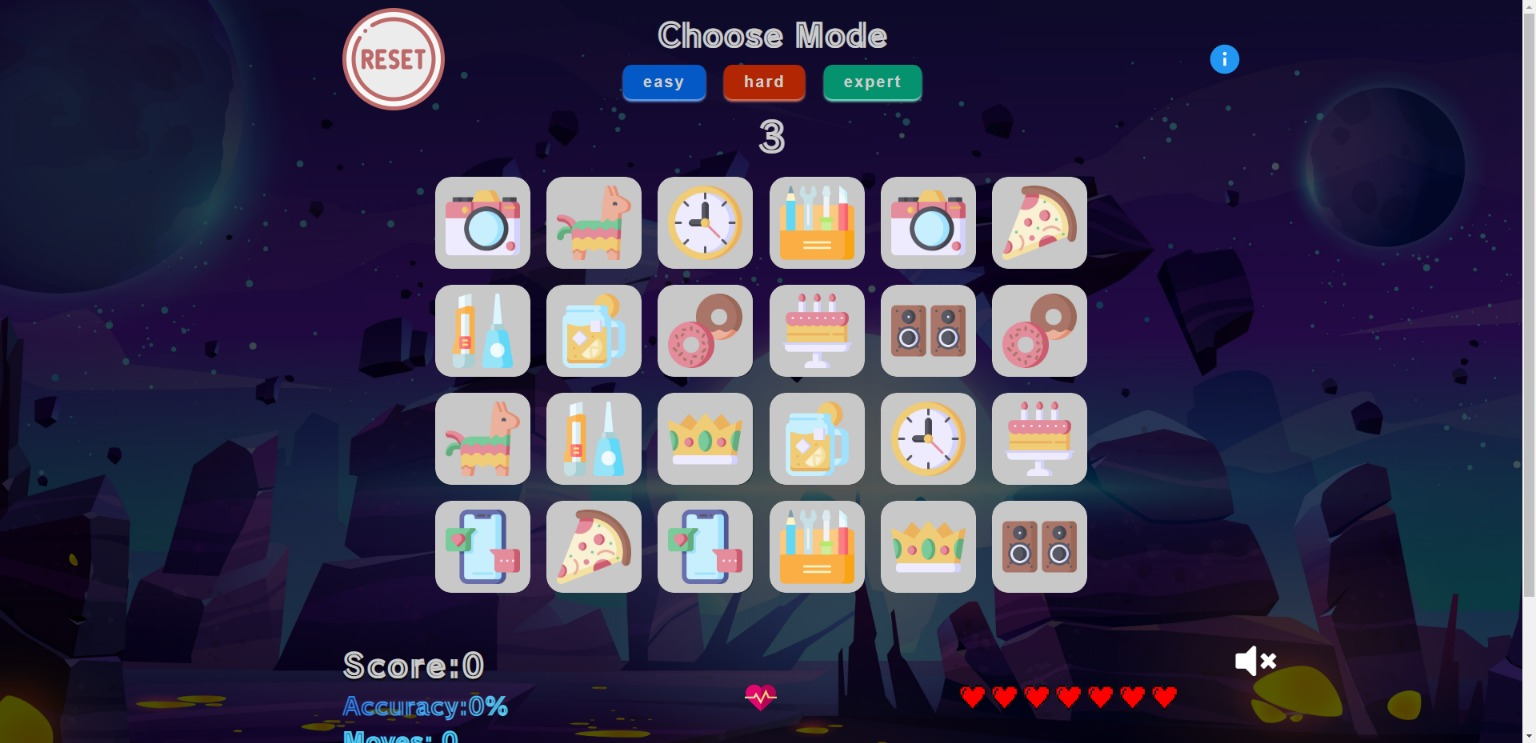 RESET
Choose Mode
easy hard expert
3
Score:0
Accuracy:0%
Moves: 0